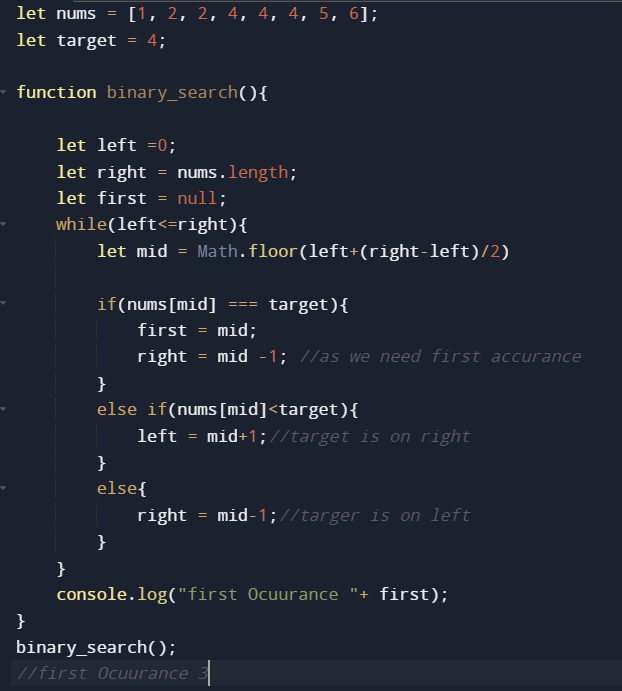 let nums = [1, 2, 2, 4, 4, 4, 5, 6];
let target = 4;
function binary_search(){
let left =0;
let right = nums.length;
let first = null;
while(left<=right){
let mid = Math.floor(left+(right-left)/2)
if(nums[mid] === target){
first = mid;
right = mid -1; //as we need first accurance
}
else if(nums[mid]<target){
left = mid+1;//target is on right
}
else{
right = mid-1;//targer is on left
}
}
console.log("first Ocuurance "+ first);
}
binary_search();
//first Ocuurance 3